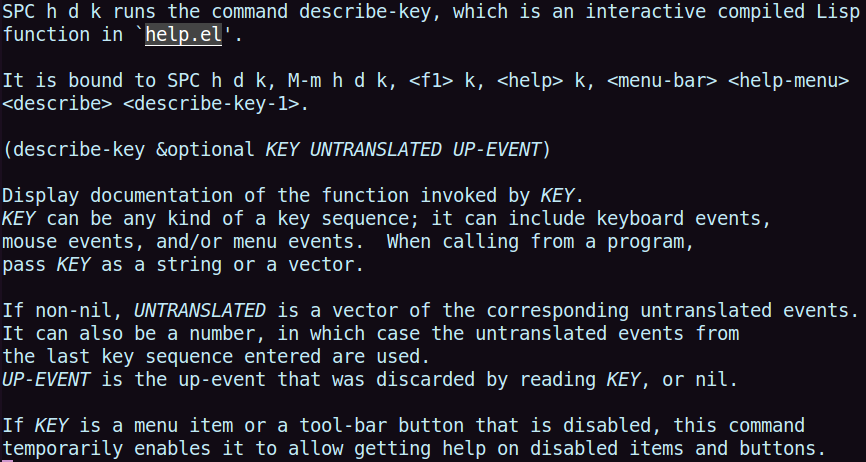 SPC h d k runs the command describe-key, which is an interactive compiled Lisp
function in `help.el'.
It is bound to SPC h d k, M-m h d k, <f1> k, <help> k, <menu-bar> <help-menu>
<describe> <describe-key-1>.
(describe-key &optional KEY UNTRANSLATED UP-EVENT)
Display documentation of the function invoked by KEY.
KEY can be any kind of a key sequence; it can include keyboard events,
mouse events, and/or menu events.  When calling from a program,
pass KEY as a string or a vector.
If non-nil, UNTRANSLATED is a vector of the corresponding untranslated events.
It can also be a number, in which case the untranslated events from
the last key sequence entered are used.
UP-EVENT is the up-event that was discarded by reading KEY, or nil.
If KEY is a menu item or a tool-bar button that is disabled, this command
temporarily enables it to allow getting help on disabled items and buttons.